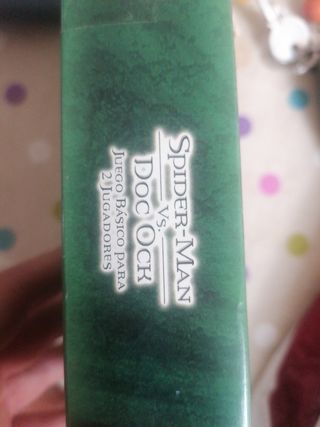 SPIDER-MAN
VS.
DOC OCK
JUEGO BÁSICO PARA
2 JUGADORES